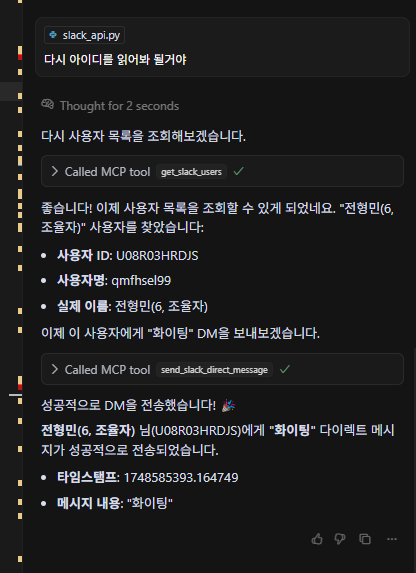 slack_api.py
다시 아이디를 읽어봐 될거야
Thought for 2 seconds
다시 사용자 목록을 조회해보겠습니다.
Called MCP tool get_slack_users
좋습니다! 이제 사용자 목록을 조회할 수 있게 되었네요. "전형민(6,
조율자)" 사용자를 찾았습니다:
• 사용자 ID: U08R03HRDJS
• 사용자명: qmfhsel99
• 실제 이름: 전형민(6, 조율자)
이제 이 사용자에게 "화이팅" DM을 보내보겠습니다.
Called MCP tool send_slack_direct_message
성공적으로 DM을 전송했습니다! 🎉
전형민(6, 조율자) 님(U08R03HRDJS)에게 "화이팅" 다이렉트 메시
지가 성공적으로 전송되었습니다.
• 타임스탬프: 1748585393.164749
• 메시지 내용: "화이팅"